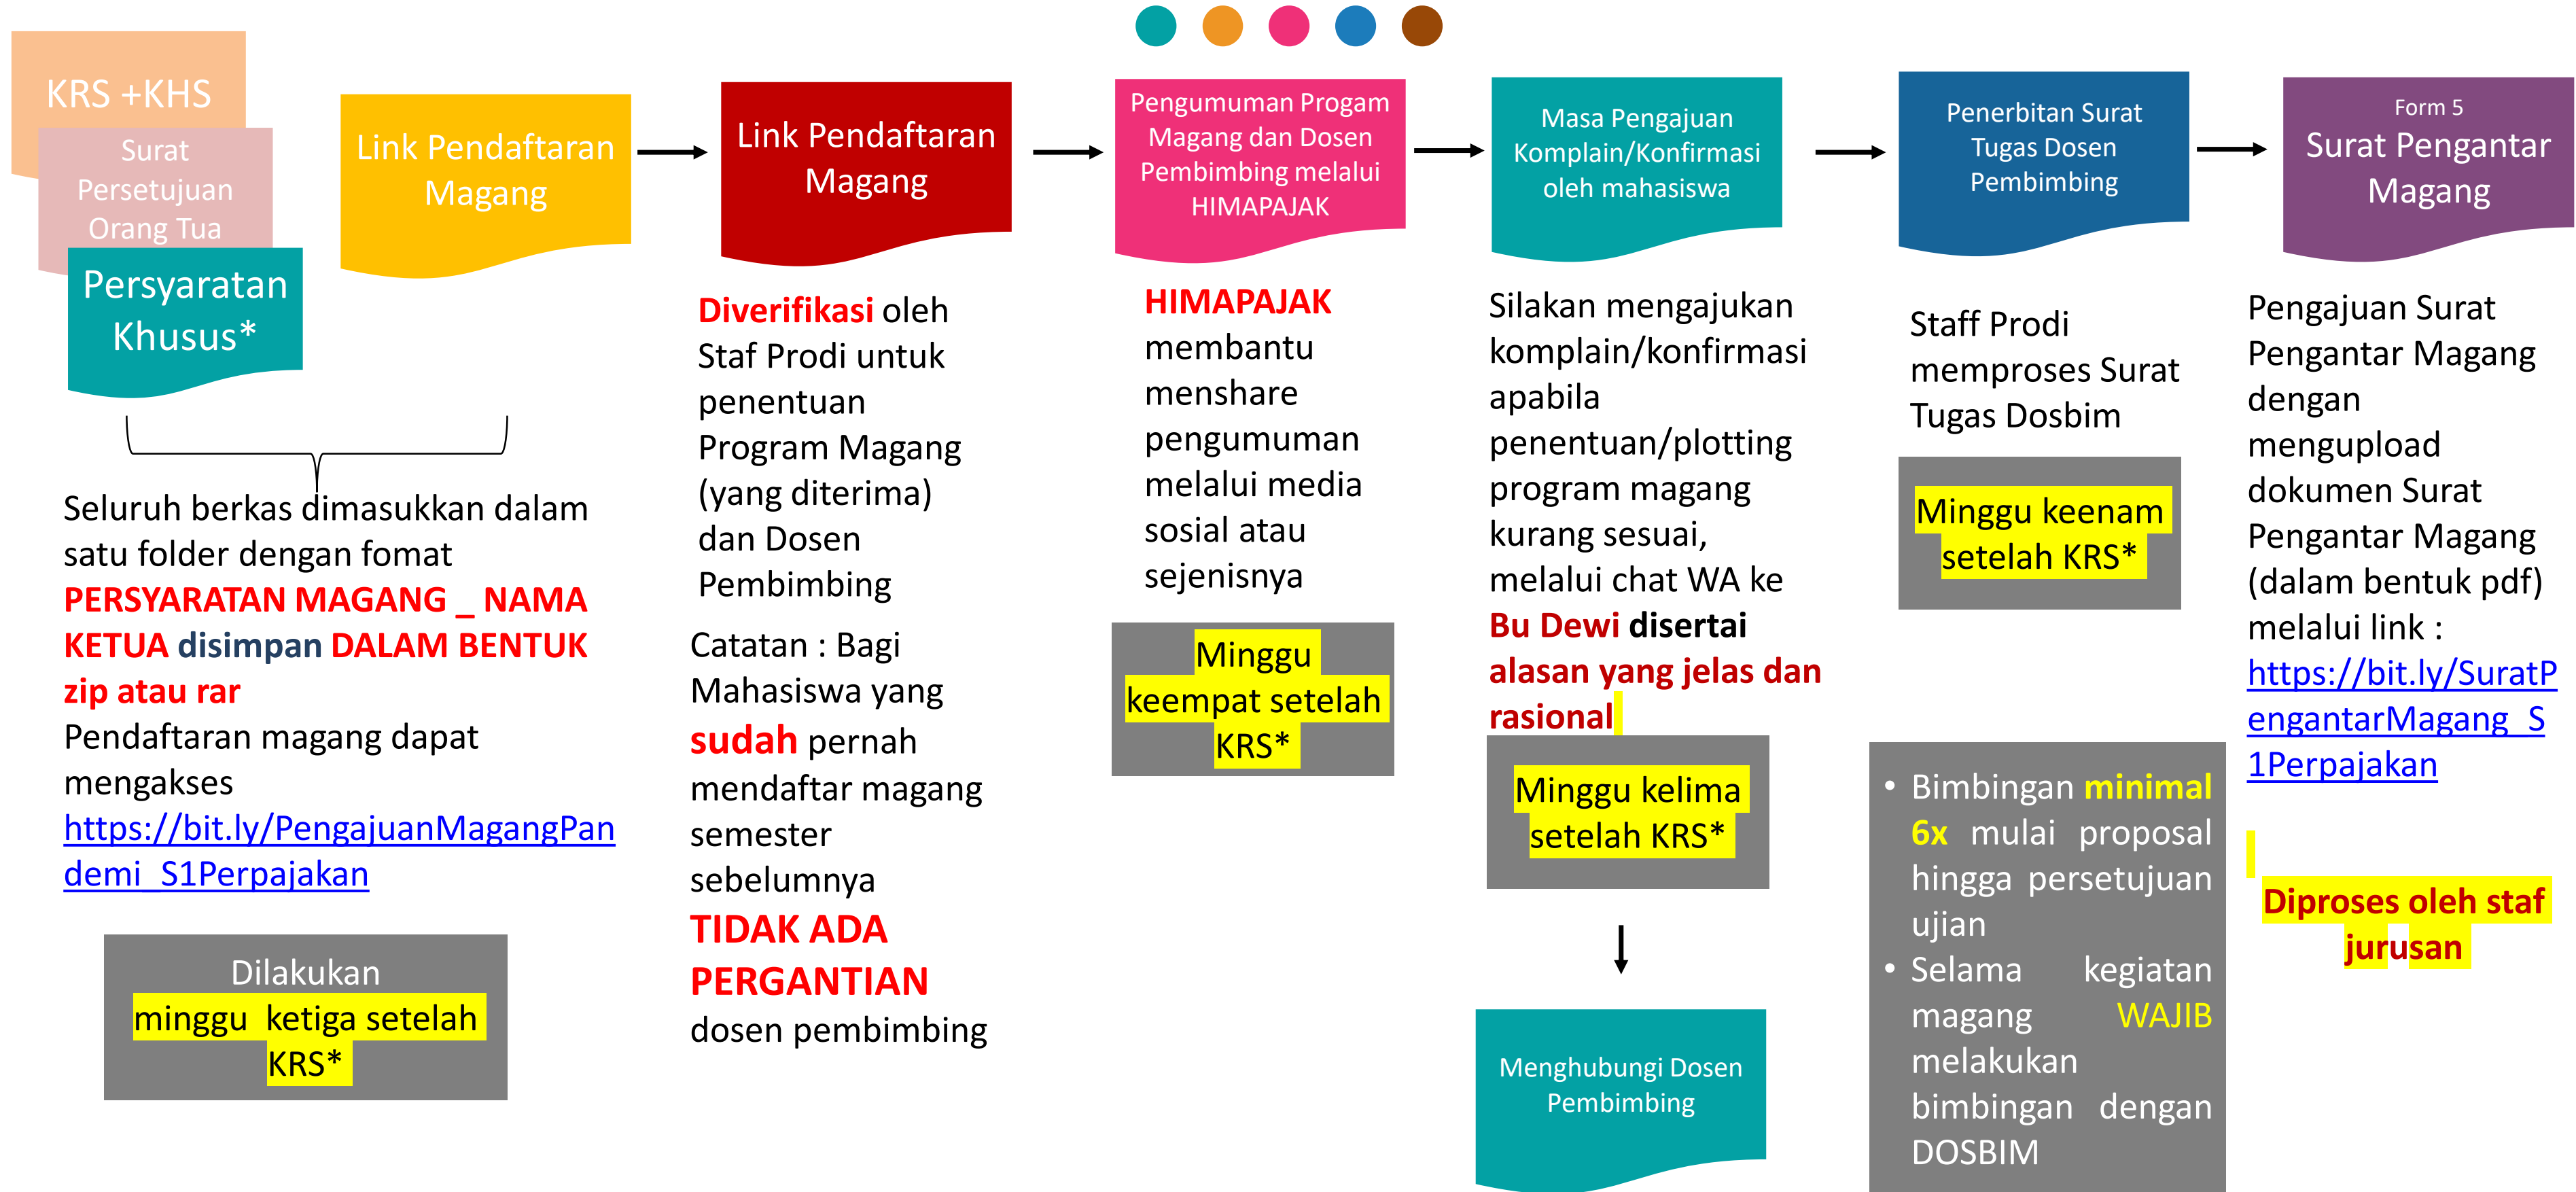 KRS +KHS
Surat
Persetujuan
Orang Tua
Persyaratan
Khusus*
Link Pendaftaran
Magang
Seluruh berkas dimasukkan dalam
satu folder dengan fomat
PERSYARATAN MAGANG _ NAMA
KETUA disimpan DALAM BENTUK
zip atau rar
Pendaftaran magang dapat
mengakses
https://bit.ly/PengajuanMagangPan
demi_S1Perpajakan
Dilakukan
minggu ketiga setelah
KRS*
Link Pendaftaran
Magang
Diverifikasi oleh
Staf Prodi untuk
penentuan
Program Magang
(yang diterima)
dan Dosen
Pembimbing
Catatan : Bagi
Mahasiswa yang
sudah pernah
mendaftar magang
semester
sebelumnya
TIDAK ADA
PERGANTIAN
dosen pembimbing
Pengumuman Progam
Magang dan Dosen
Pembimbing melalui
HIMAPAJAK
HIMAPAJAK
membantu
menshare
pengumuman
melalui media
sosial atau
sejenisnya
Minggu
keempat setelah
KRS*
Masa Pengajuan
Komplain/Konfirmasi
oleh mahasiswa
Silakan mengajukan
komplain/konfirmasi
apabila
penentuan/plotting
program magang
kurang sesuai,
melalui chat WA ke
Bu Dewi disertai
alasan yang jelas dan
rasional
Minggu kelima
setelah KRS*
Menghubungi Dosen
Pembimbing
Penerbitan Surat
Tugas Dosen
Pembimbing
Staff Prodi
memproses Surat
Tugas Dosbim
Minggu keenam
setelah KRS*
• Bimbingan minimal
6x mulai proposal
hingga persetujuan
ujian
• Selama kegiatan
magang WAJIB
melakukan
bimbingan dengan
DOSBIM
Form 5
Surat Pengantar
Magang
Pengajuan Surat
Pengantar Magang
dengan
mengupload
dokumen Surat
Pengantar Magang
(dalam bentuk pdf)
melalui link :
https://bit.ly/SuratP
engantarMagang_S
1Perpajakan
Diproses oleh staf
jurusan